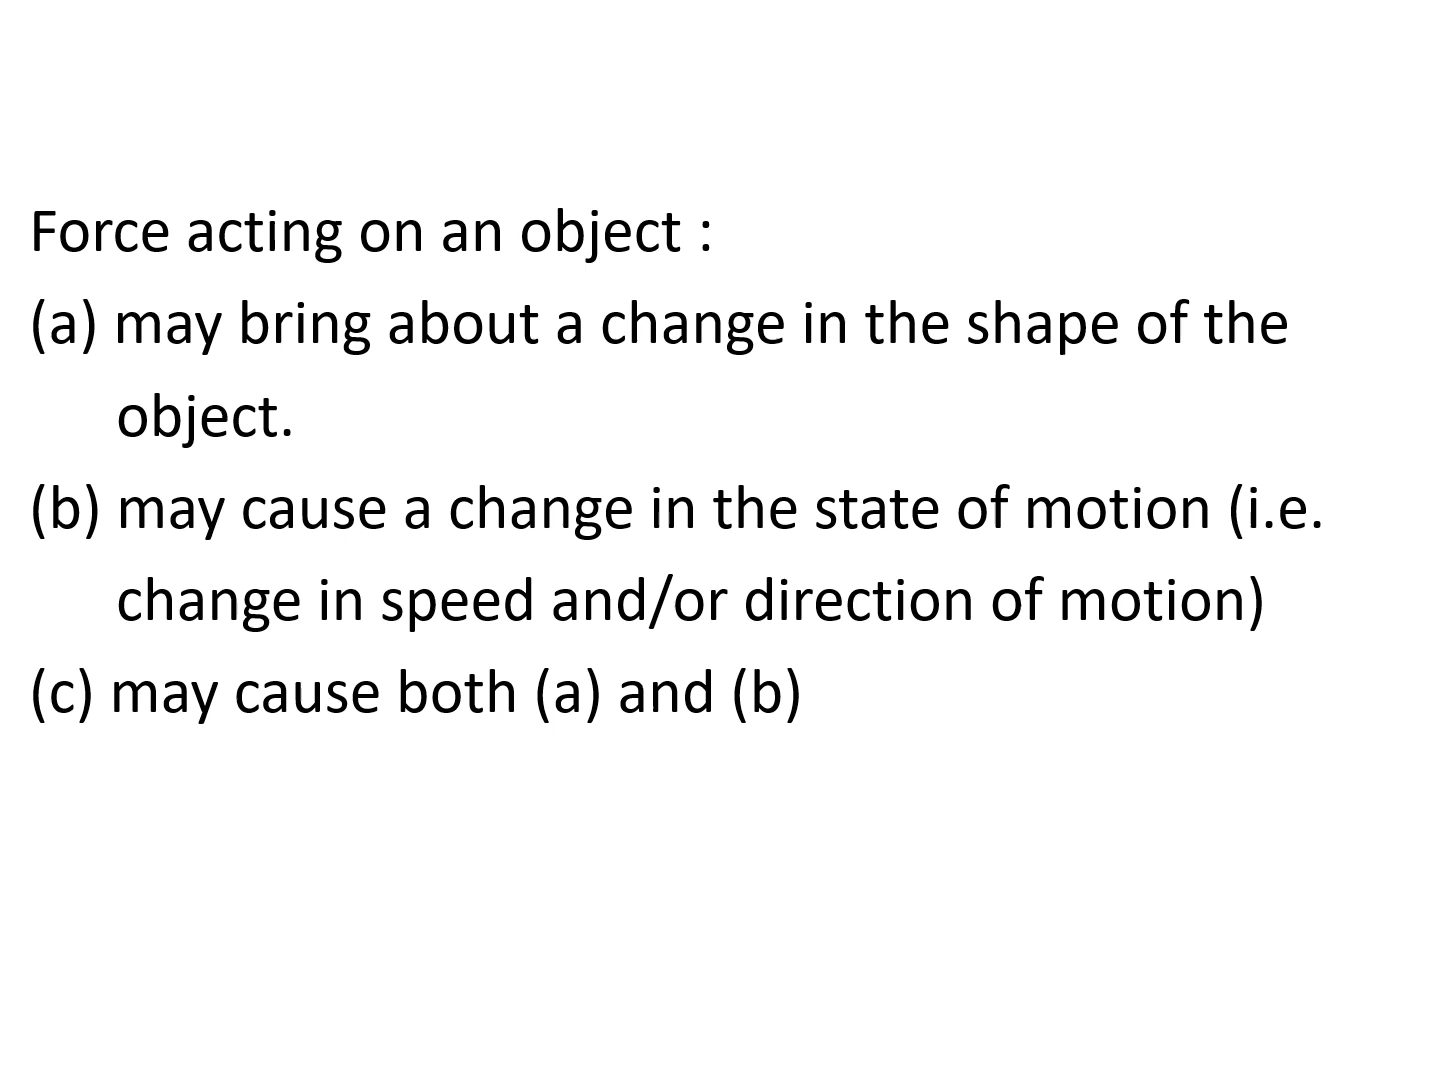 Force acting on an object :
(a) may bring about a change in the shape of the
object.
(b) may cause a change in the state of motion (i.e.
change in speed and/or direction of motion)
(c) may cause both (a) and (b)